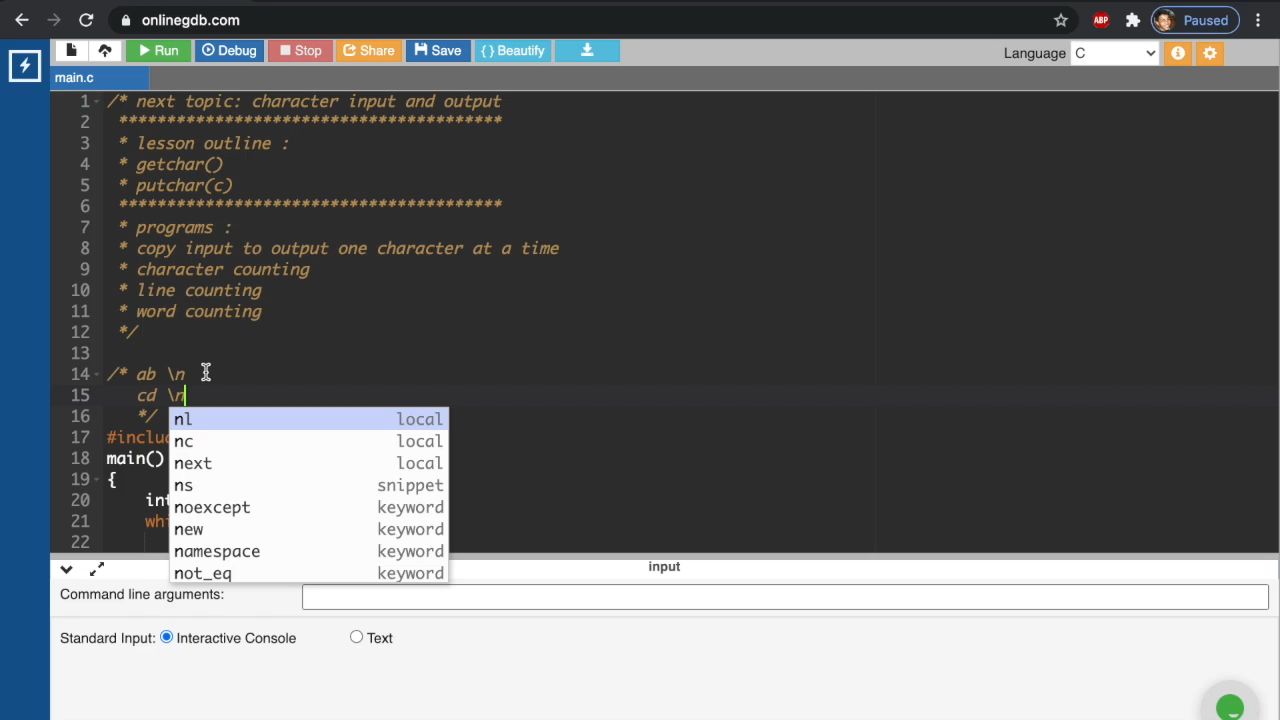 onlinegdb.com ABP Paused
Run Debug Stop Share Save { } Beautify Language C
main.c
1 /* next topic: character input and output
2 ****************************************
3 * lesson outline :
4 * getchar()
5 * putchar(c)
6 ****************************************
7 * programs :
8 * copy input to output one character at a time
9 * character counting
10 * line counting
11 * word counting
12 */
13
14 /* ab \n
15 cd \n
16 */
17 #includ
18 main()
19 {
20 int
21 whi
22
nl local
nc local
next local
ns snippet
noexcept keyword
new keyword
namespace keyword
not_eq keyword
input
Command line arguments:
Standard Input: Interactive Console Text